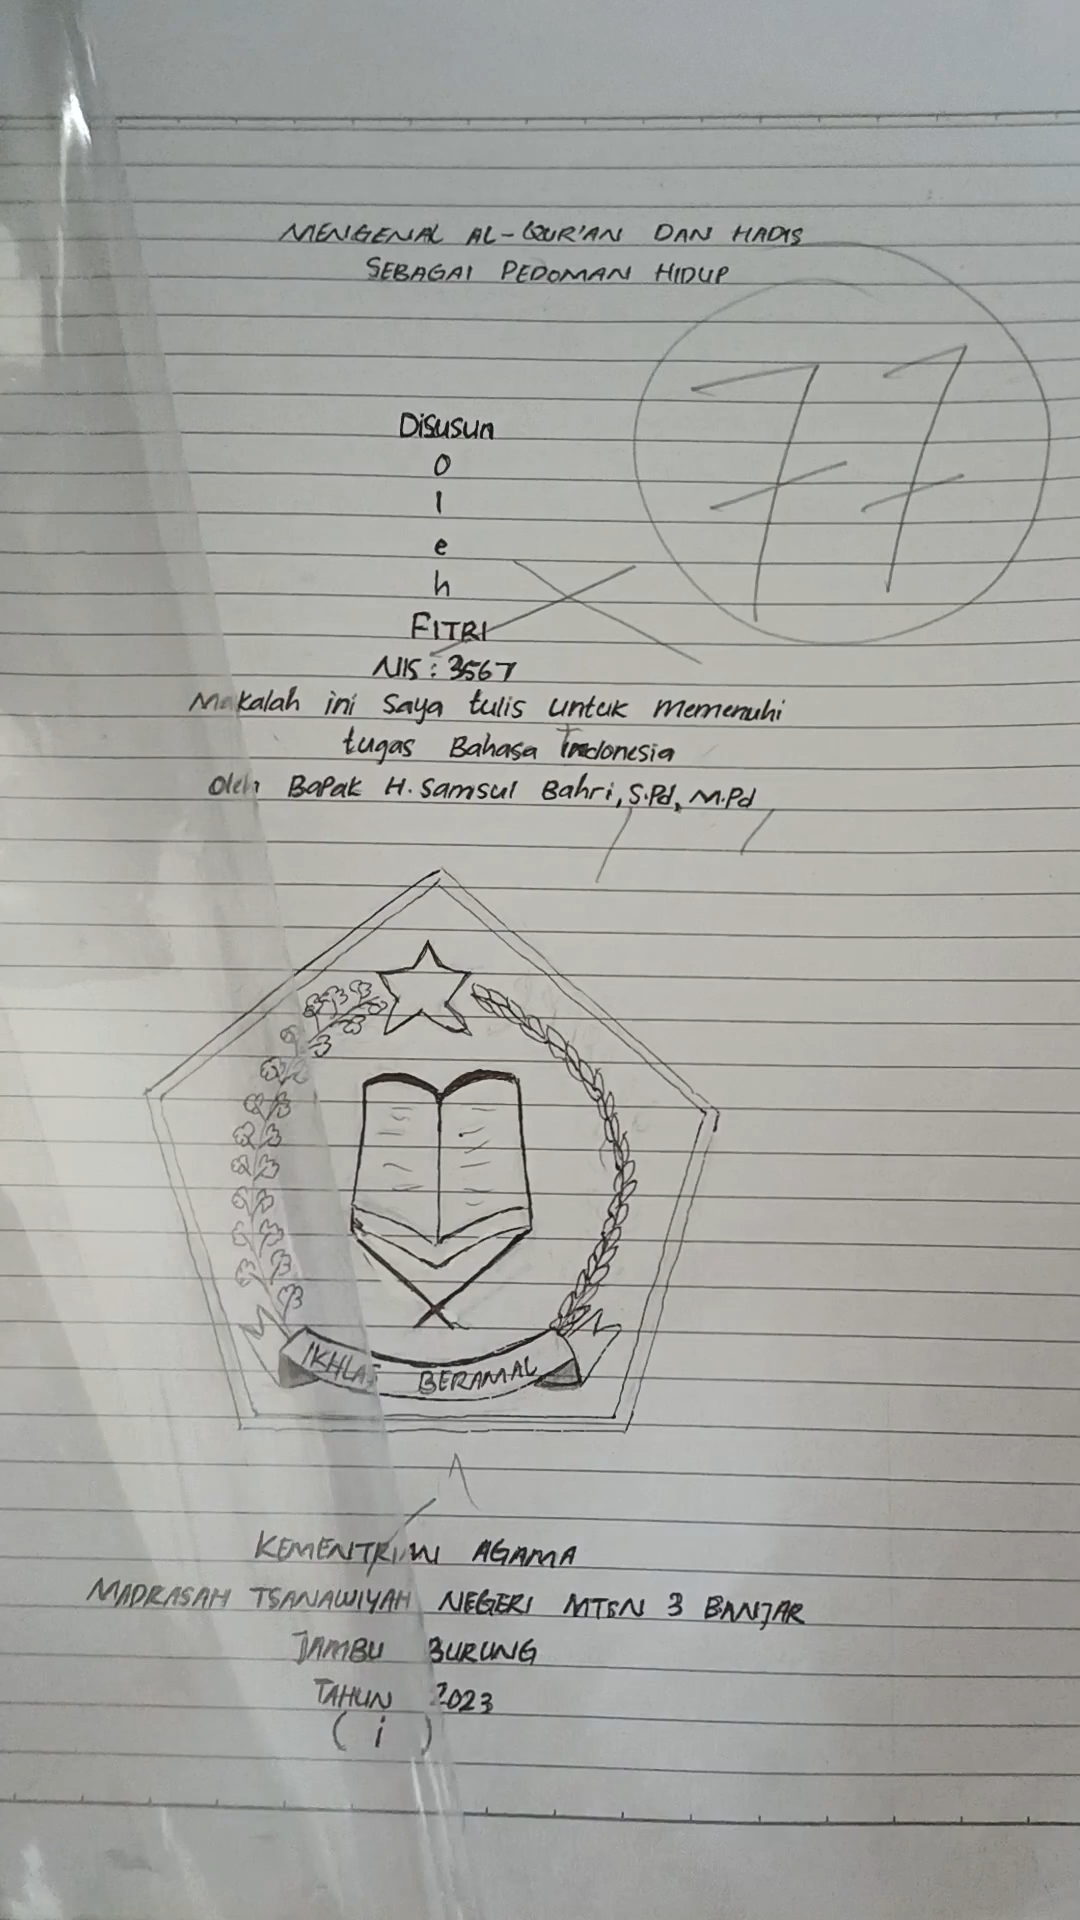 MENGENAL AL-QUR'AN DAN HADIS
SEBAGAI PEDOMAN HIDUP
77
Disusun
O
l
e
h
FITRI
NIS : 3567
Makalah ini Saya tulis untuk memenuhi
tugas Bahasa Indonesia
Oleh Bapak H. Samsul Bahri, S.Pd, M.Pd
IKHLAS BERAMAL
AGAMA
MADRASAH TSANAWIYAH NEGERI MTSN 3 BANJAR
JAMBU BURUNG
TAHUN 2023
( i )